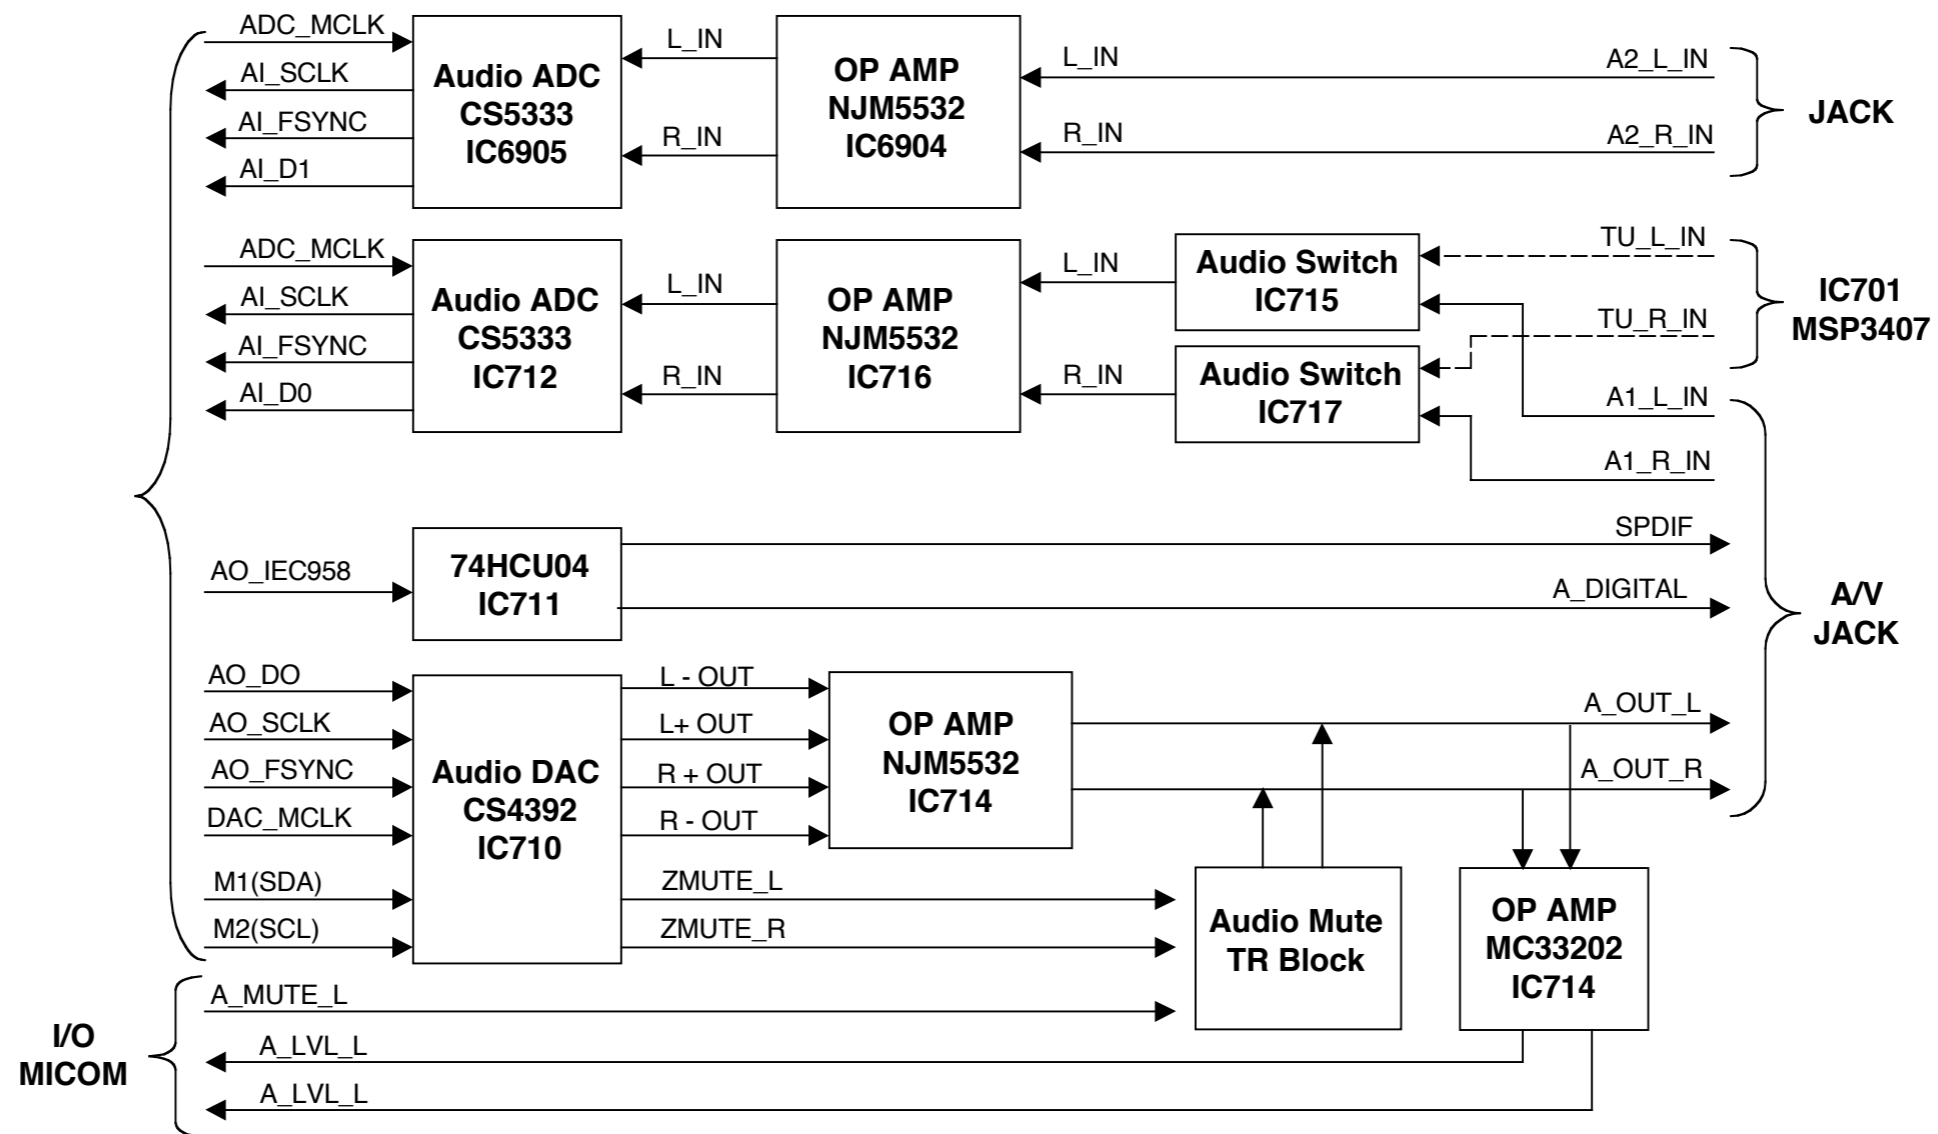 ADC_MCLK
AI_SCLK
AI_FSYNC
AI_D1
Audio ADC
CS5333
IC6905
L_IN
R_IN
OP AMP
NJM5532
IC6904
L_IN
R_IN
A2_L_IN
A2_R_IN
JACK
ADC_MCLK
AI_SCLK
AI_FSYNC
AI_D0
Audio ADC
CS5333
IC712
L_IN
R_IN
OP AMP
NJM5532
IC716
L_IN
R_IN
Audio Switch
IC715
Audio Switch
IC717
TU_L_IN
TU_R_IN
IC701
MSP3407
A1_L_IN
A1_R_IN
AO_IEC958
74HCU04
IC711
SPDIF
A_DIGITAL
A/V
JACK
AO_DO
AO_SCLK
AO_FSYNC
DAC_MCLK
M1(SDA)
M2(SCL)
Audio DAC
CS4392
IC710
L - OUT
L+ OUT
R + OUT
R - OUT
ZMUTE_L
ZMUTE_R
OP AMP
NJM5532
IC714
A_OUT_L
A_OUT_R
Audio Mute
TR Block
OP AMP
MC33202
IC714
I/O
MICOM
A_MUTE_L
A_LVL_L
A_LVL_L